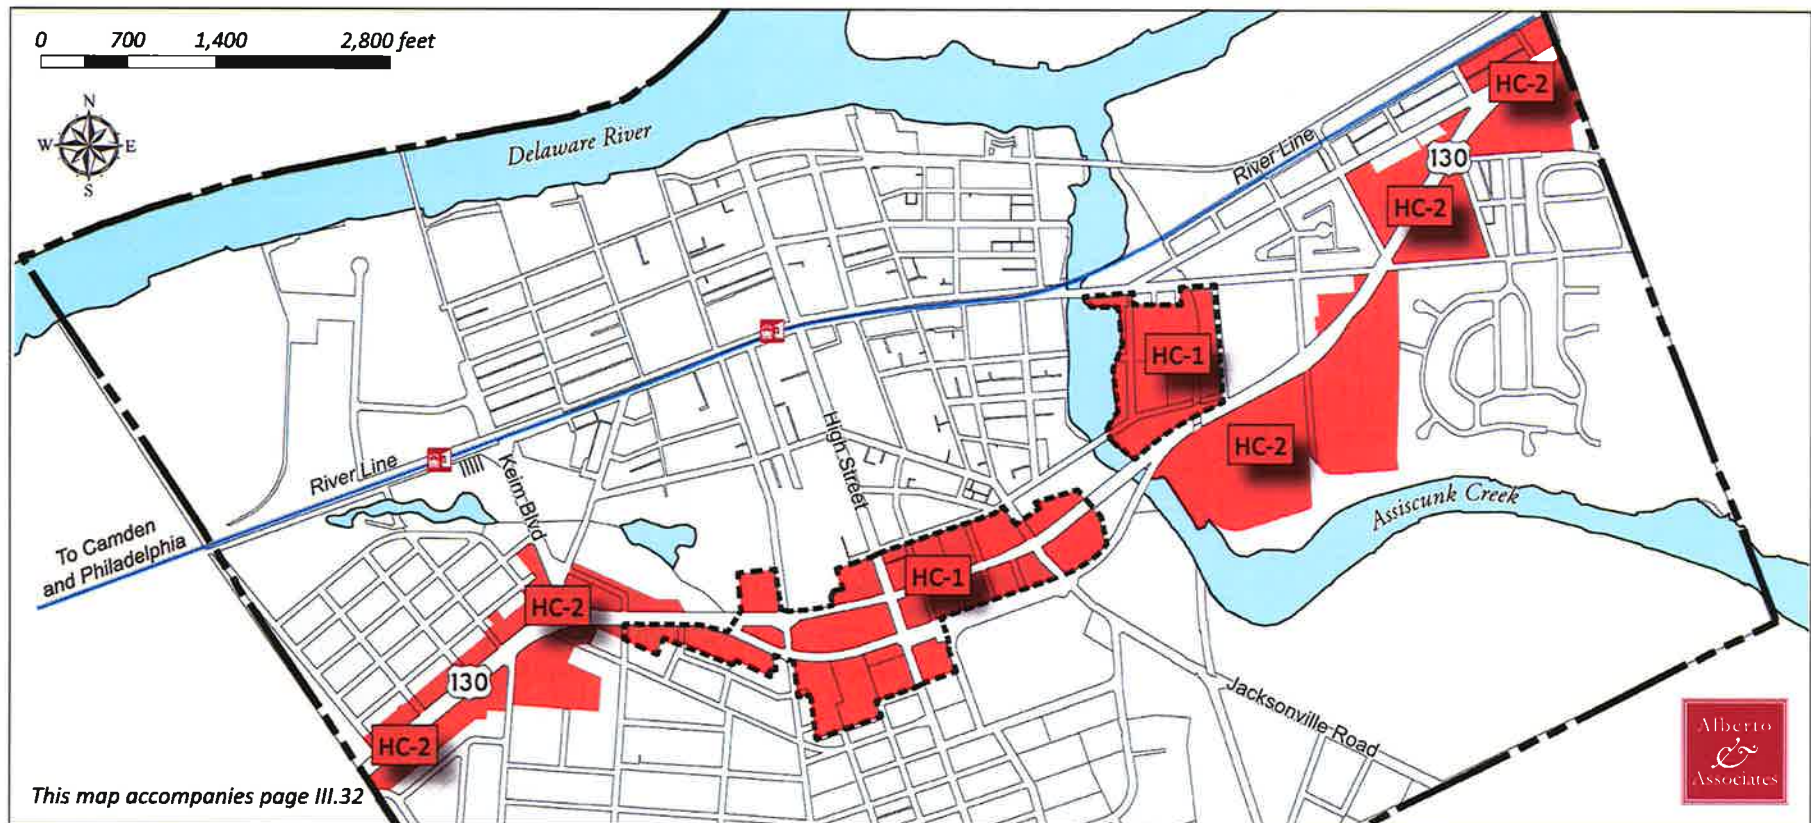 0 700 1,400 2,800 feet
N
W E
S
Delaware River
River Line
HC-2
130
HC-2
HC-1
HC-2
High Street
River Line
Keim Blvd
Assiscunk Creek
To Camden
and Philadelphia
HC-1
HC-2
130
HC-2
Jacksonville Road
Alberto
&
Associates
This map accompanies page III.32